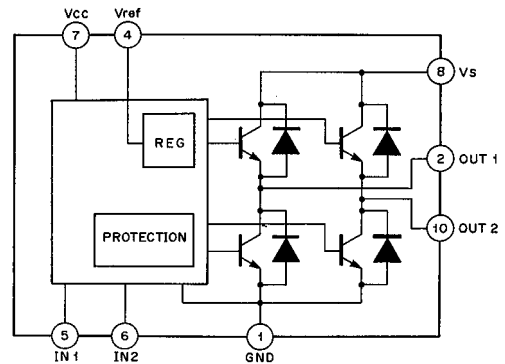 Vcc Vref
7 4
8 Vs
REG
2 OUT 1
10 OUT 2
PROTECTION
5 6 1
IN 1 IN2 GND